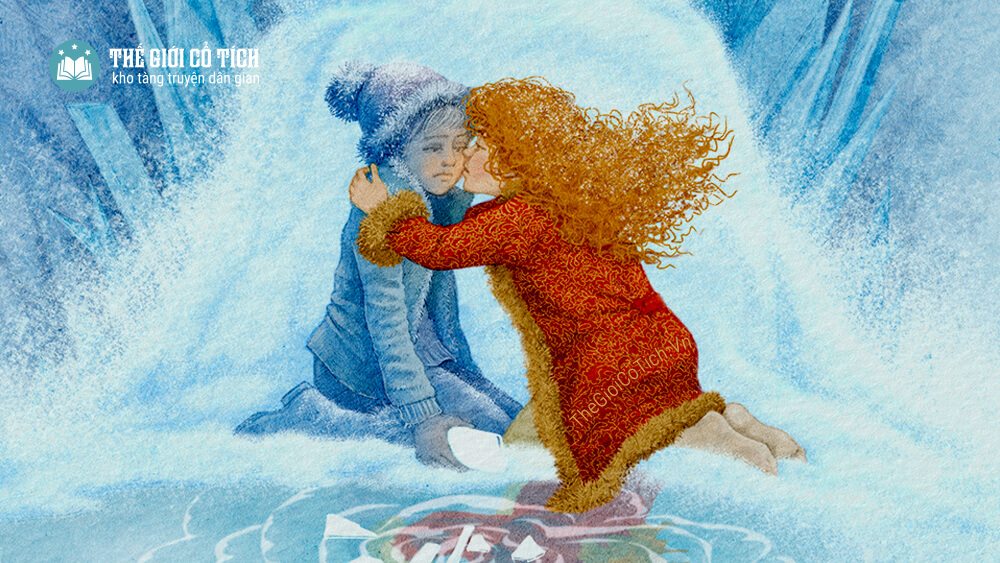 THẾ GIỚI CỔ TÍCH
kho tàng truyện dân gian
TheGioiCoTich.Vn